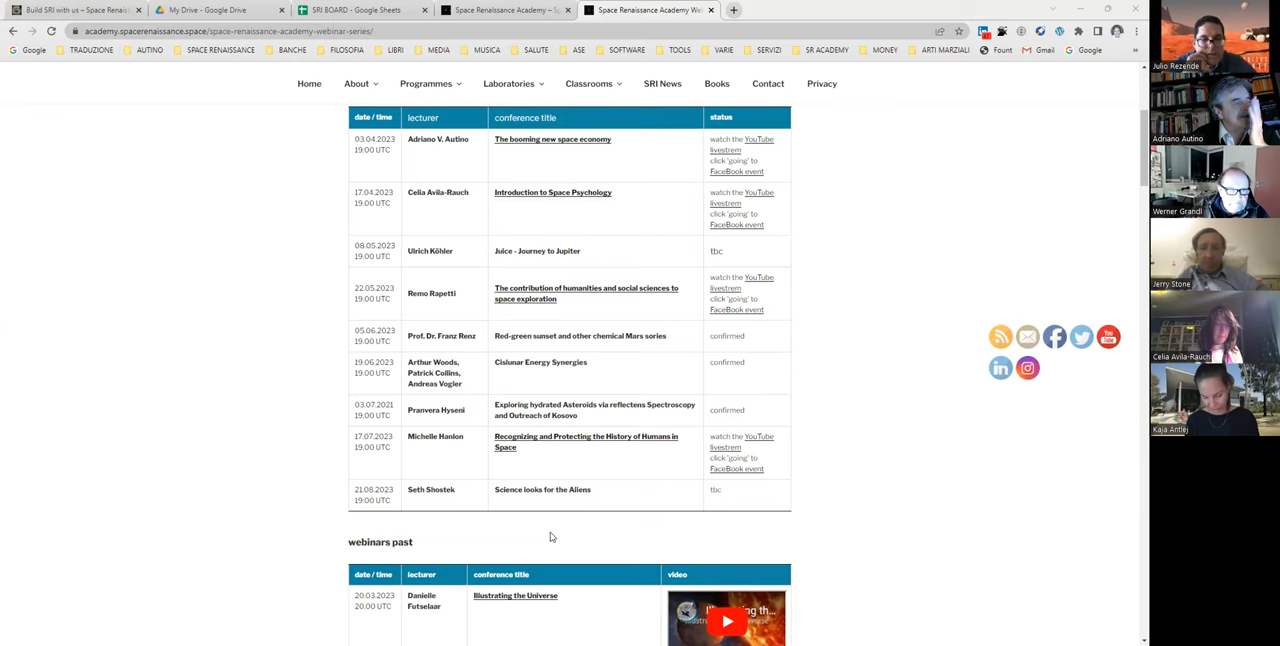 Build SRI with us – Space Renais
My Drive - Google Drive
SRI BOARD - Google Sheets
Space Renaissance Academy – S
Space Renaissance Academy We
academy.spacerenaissance.space/space-renaissance-academy-webinar-series/
Google TRADUZIONE AUTINO SPACE RENAISSANCE BANCHE FILOSOFIA LIBRI MEDIA MUSICA SALUTE ASE SOFTWARE TOOLS VARIE SERVIZI SR ACADEMY MONEY ARTI MARZIALI Fount Gmail Google
Home About Programmes Laboratories Classrooms SRI News Books Contact Privacy
date / time lecturer conference title status
03.04.2023 19:00 UTC
Adriano V. Autino
The booming new space economy
watch the YouTube
livestrem
click 'going' to
FaceBook event
17.04.2023 19:00 UTC
Celia Avila-Rauch
Introduction to Space Psychology
watch the YouTube
livestrem
click 'going' to
FaceBook event
08.05.2023 19:00 UTC
Ulrich Köhler
Juice - Journey to Jupiter
tbc
22.05.2023 19:00 UTC
Remo Rapetti
The contribution of humanities and social sciences to
space exploration
watch the YouTube
livestrem
click 'going' to
FaceBook event
05.06.2023 19:00 UTC
Prof. Dr. Franz Renz
Red-green sunset and other chemical Mars sories
confirmed
19.06.2023 19:00 UTC
Arthur Woods,
Patrick Collins,
Andreas Vogler
Cislunar Energy Synergies
confirmed
03.07.2021 19:00 UTC
Pranvera Hyseni
Exploring hydrated Asteroids via reflectens Spectroscopy
and Outreach of Kosovo
confirmed
17.07.2023 19:00 UTC
Michelle Hanlon
Recognizing and Protecting the History of Humans in
Space
watch the YouTube
livestrem
click 'going' to
FaceBook event
21.08.2023 19:00 UTC
Seth Shostek
Science looks for the Aliens
tbc
webinars past
date / time lecturer conference title video
20.03.2023 20:00 UTC
Danielle
Futselaar
Illustrating the Universe
You
Tube
Julio Rezende
Adriano Autino
Werner Grandl
Jerry Stone
Celia Avila-Rauch
Kaja Antlej